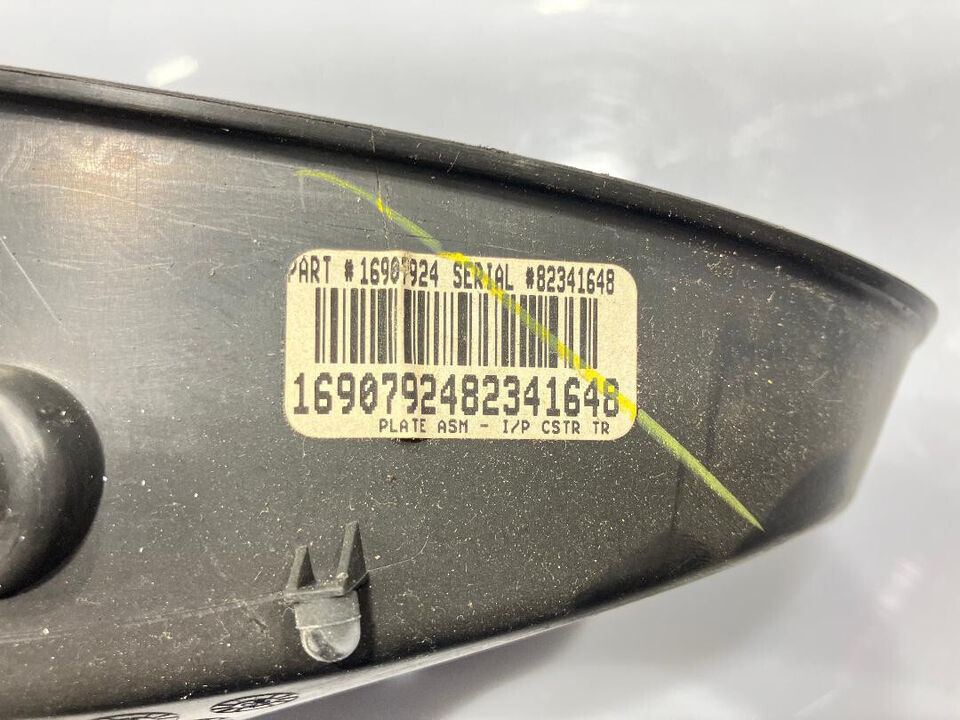 PART #16907924 SERIAL #82341648
1690792482341648
PLATE ASM - I/P CSTR TR